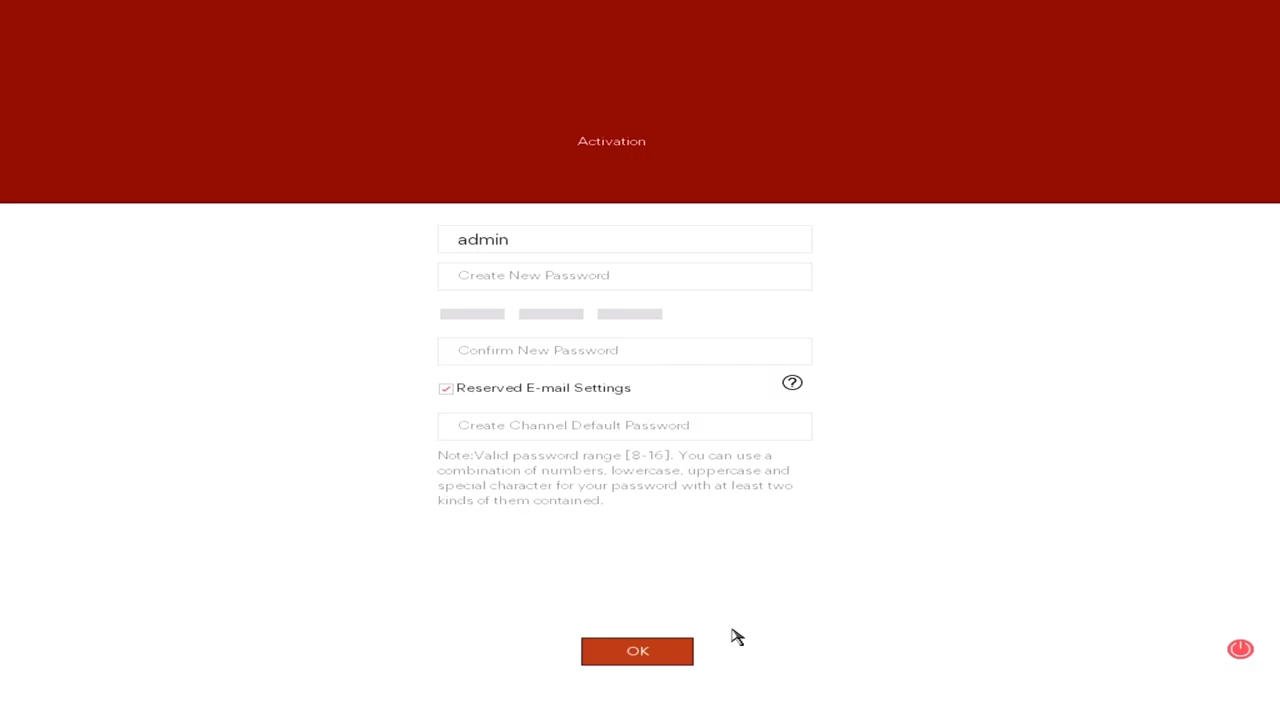 Activation
admin
Create New Password
Confirm New Password
Reserved E-mail Settings
?
Create Channel Default Password
Note:Valid password range [8-16]. You can use a
combination of numbers, lowercase, uppercase and
special character for your password with at least two
kinds of them contained.
OK